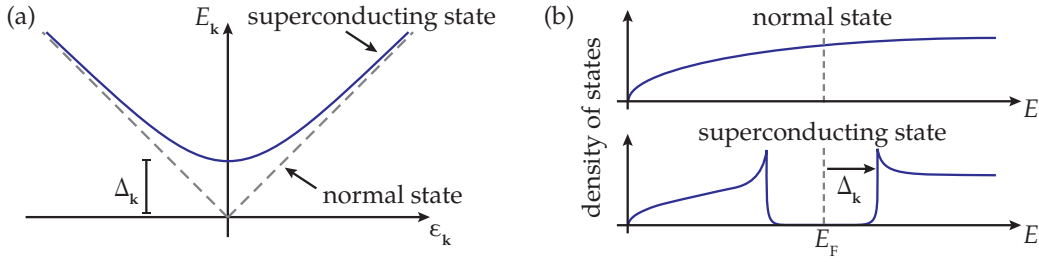 (a)
E_k
superconducting state
Δ_k
normal state
ε_k
(b)
density of states
normal state
E
superconducting state
Δ_k
E_F
E